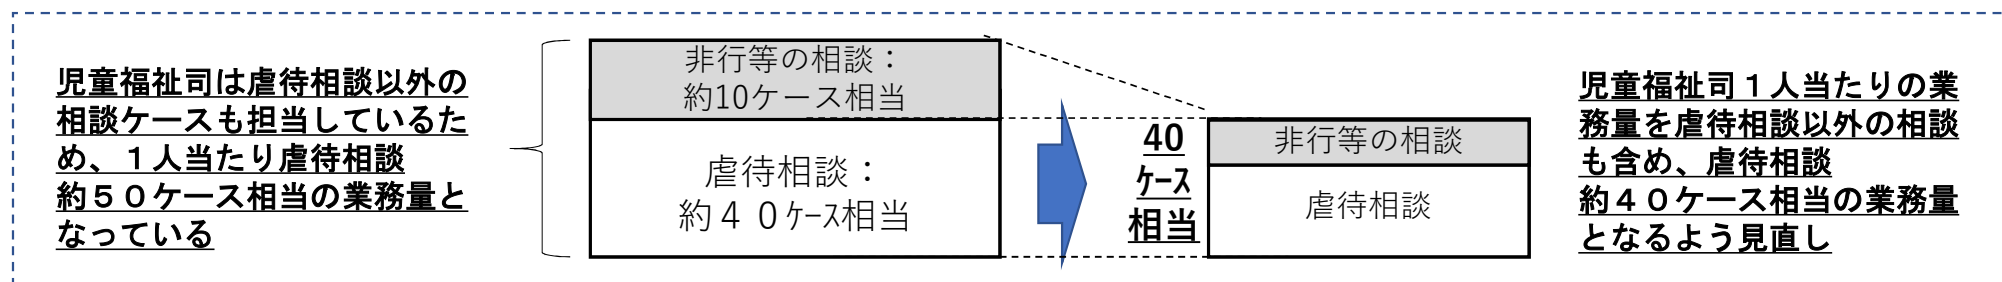 児童福祉司は虐待相談以外の
相談ケースも担当しているた
め、１人当たり虐待相談
約５０ケース相当の業務量と
なっている
非行等の相談：
約10ケース相当
虐待相談：
約４０ｹｰｽ相当
40
ｹｰｽ
相当
非行等の相談
虐待相談
児童福祉司１人当たりの業
務量を虐待相談以外の相談
も含め、虐待相談
約４０ケース相当の業務量
となるよう見直し